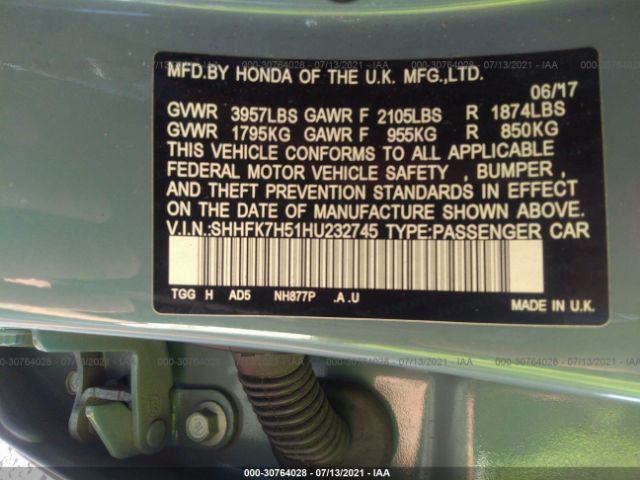 MFD.BY HONDA OF THE U.K. MFG.,LTD.
06/17
GVWR 3957LBS GAWR F 2105LBS R 1874LBS
GVWR 1795KG GAWR F 955KG R 850KG
THIS VEHICLE CONFORMS TO ALL APPLICABLE
FEDERAL MOTOR VEHICLE SAFETY , BUMPER ,
AND THEFT PREVENTION STANDARDS IN EFFECT
ON THE DATE OF MANUFACTURE SHOWN ABOVE.
V.I.N.:SHHFK7H51HU232745 TYPE:PASSENGER CAR
TGG H AD5 NH877P .A .U
MADE IN U.K.
000-30764028 - 07/13/2021 - IAA